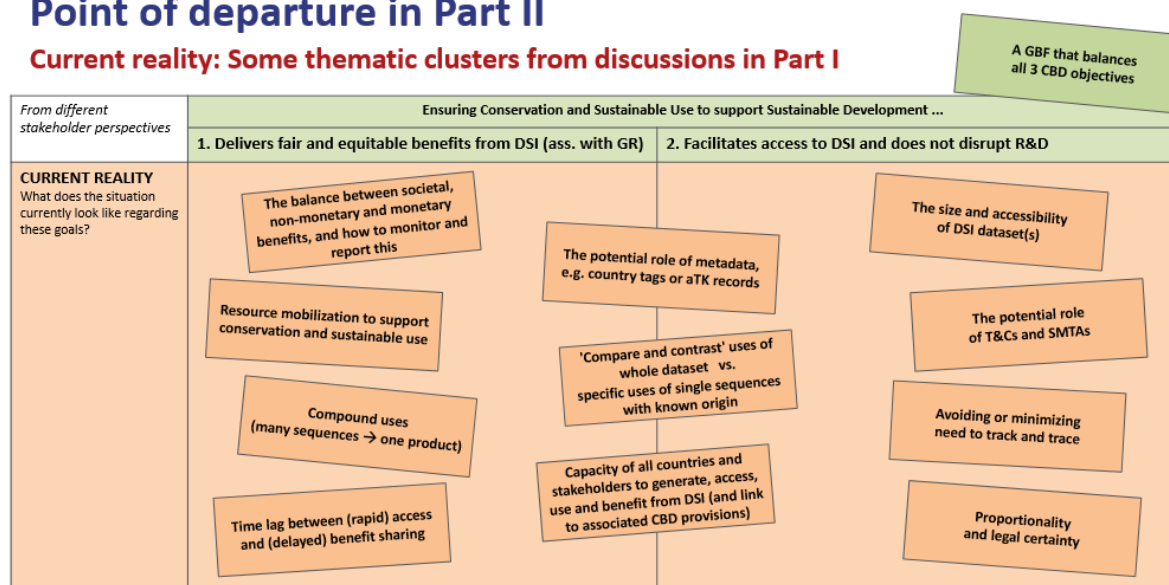 Point of departure in Part II
Current reality: Some thematic clusters from discussions in Part I
A GBF that balances
all 3 CBD objectives
From different
stakeholder perspectives
Ensuring Conservation and Sustainable Use to support Sustainable Development ...
1. Delivers fair and equitable benefits from DSI (ass. with GR)
2. Facilitates access to DSI and does not disrupt R&D
CURRENT REALITY
What does the situation
currently look like regarding
these goals?
The balance between societal,
non-monetary and monetary
benefits, and how to monitor and
report this
Resource mobilization to support
conservation and sustainable use
Compound uses
(many sequences → one product)
Time lag between (rapid) access
and (delayed) benefit sharing
The potential role of metadata,
e.g. country tags or aTK records
'Compare and contrast' uses of
whole dataset vs.
specific uses of single sequences
with known origin
Capacity of all countries and
stakeholders to generate, access,
use and benefit from DSI (and link
to associated CBD provisions)
The size and accessibility
of DSI dataset(s)
The potential role
of T&Cs and SMTAs
Avoiding or minimizing
need to track and trace
Proportionality
and legal certainty